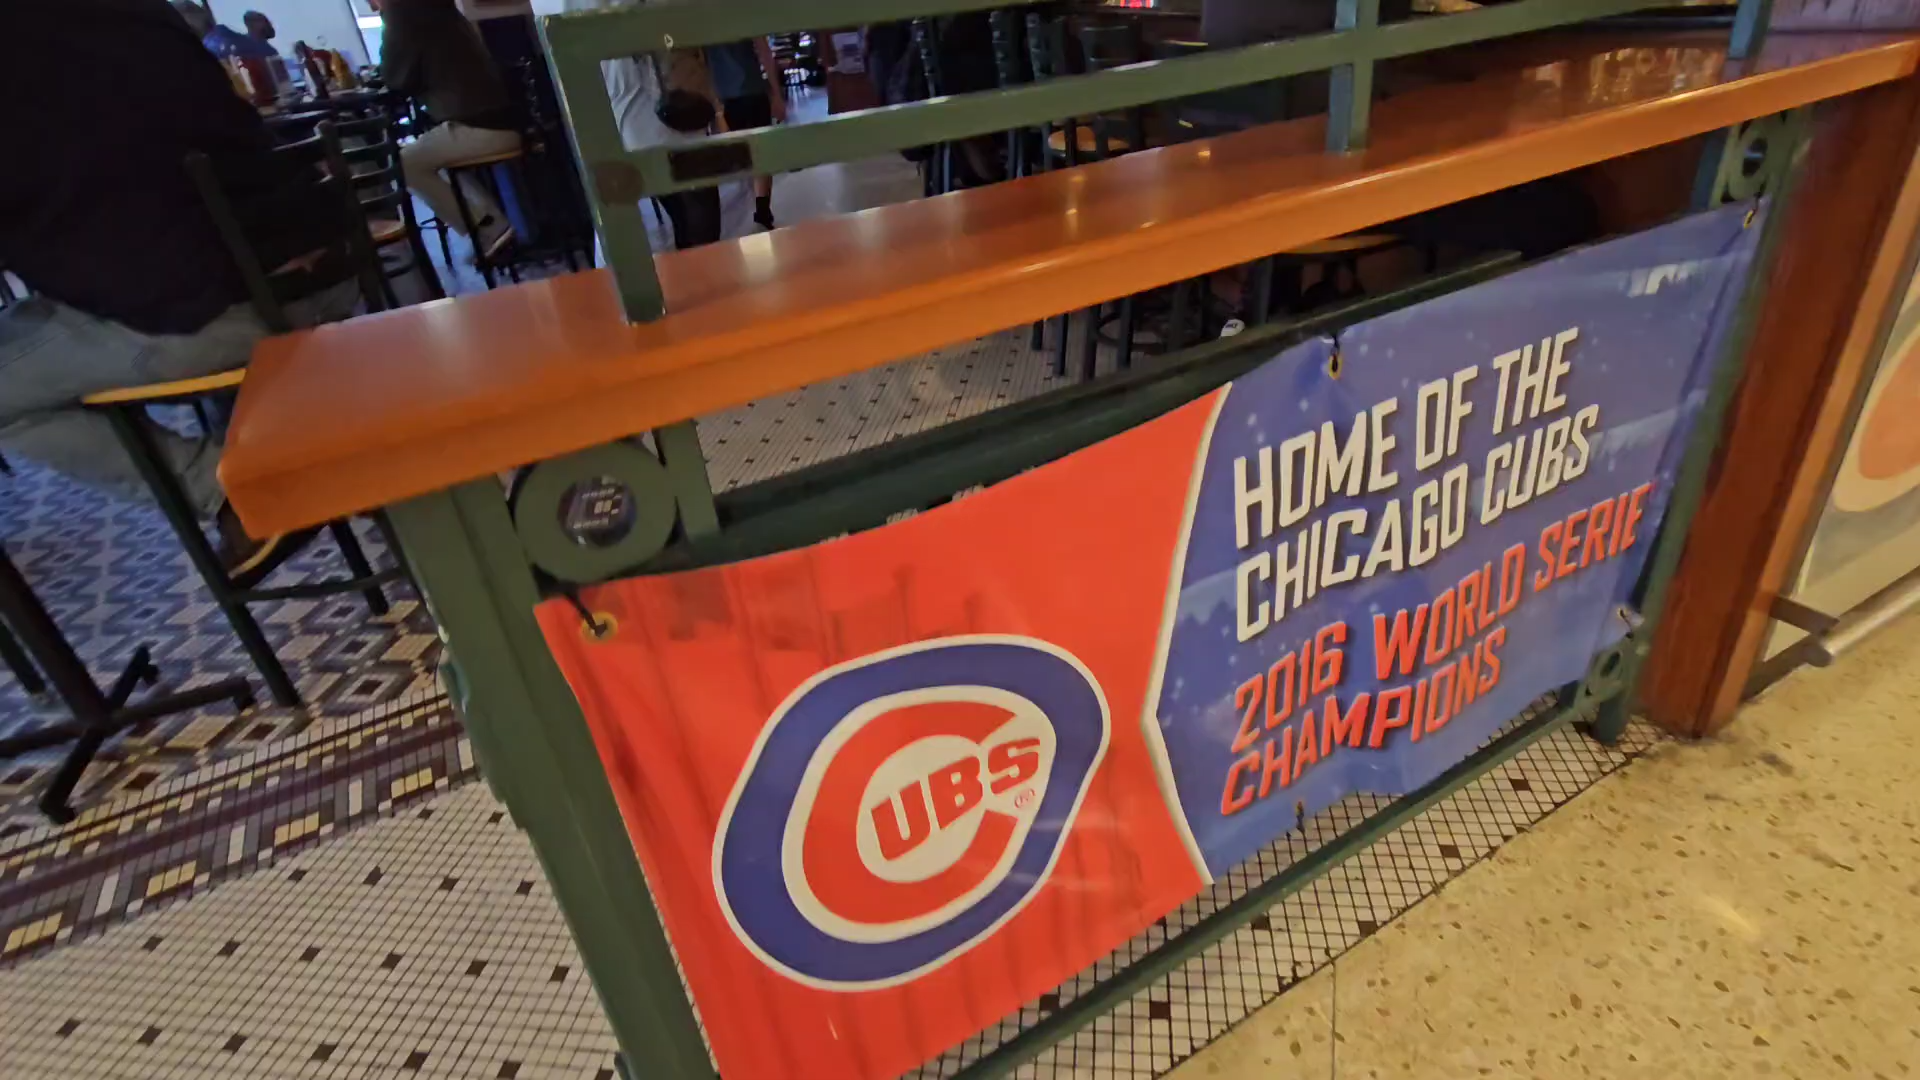 HOME OF THE
CHICAGO CUBS
2016 WORLD SERIE
CHAMPIONS
CUBS